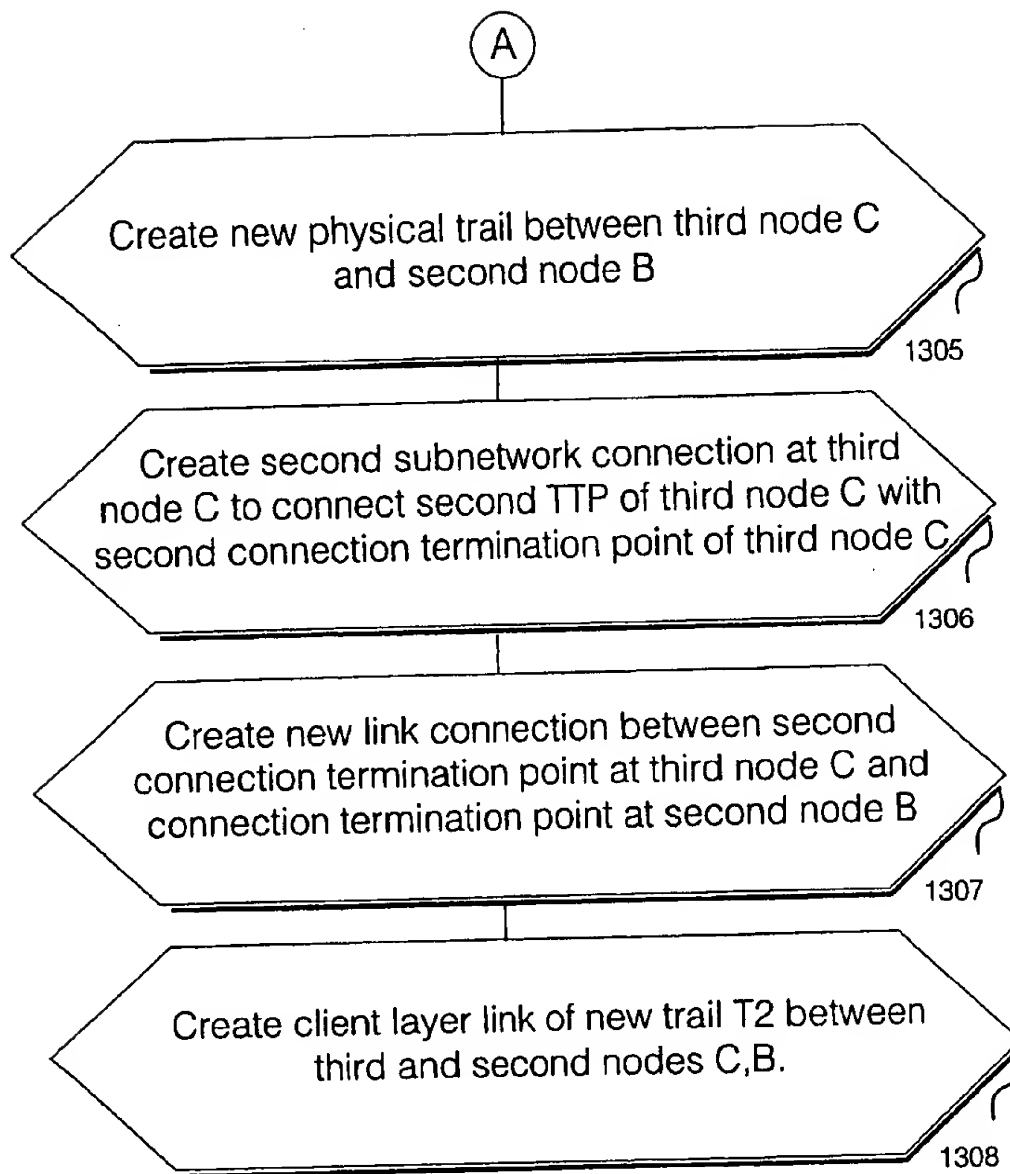 A
Create new physical trail between third node C
and second node B
1305
Create second subnetwork connection at third
node C to connect second TTP of third node C with
second connection termination point of third node C
1306
Create new link connection between second
connection termination point at third node C and
connection termination point at second node B
1307
Create client layer link of new trail T2 between
third and second nodes C,B.
1308